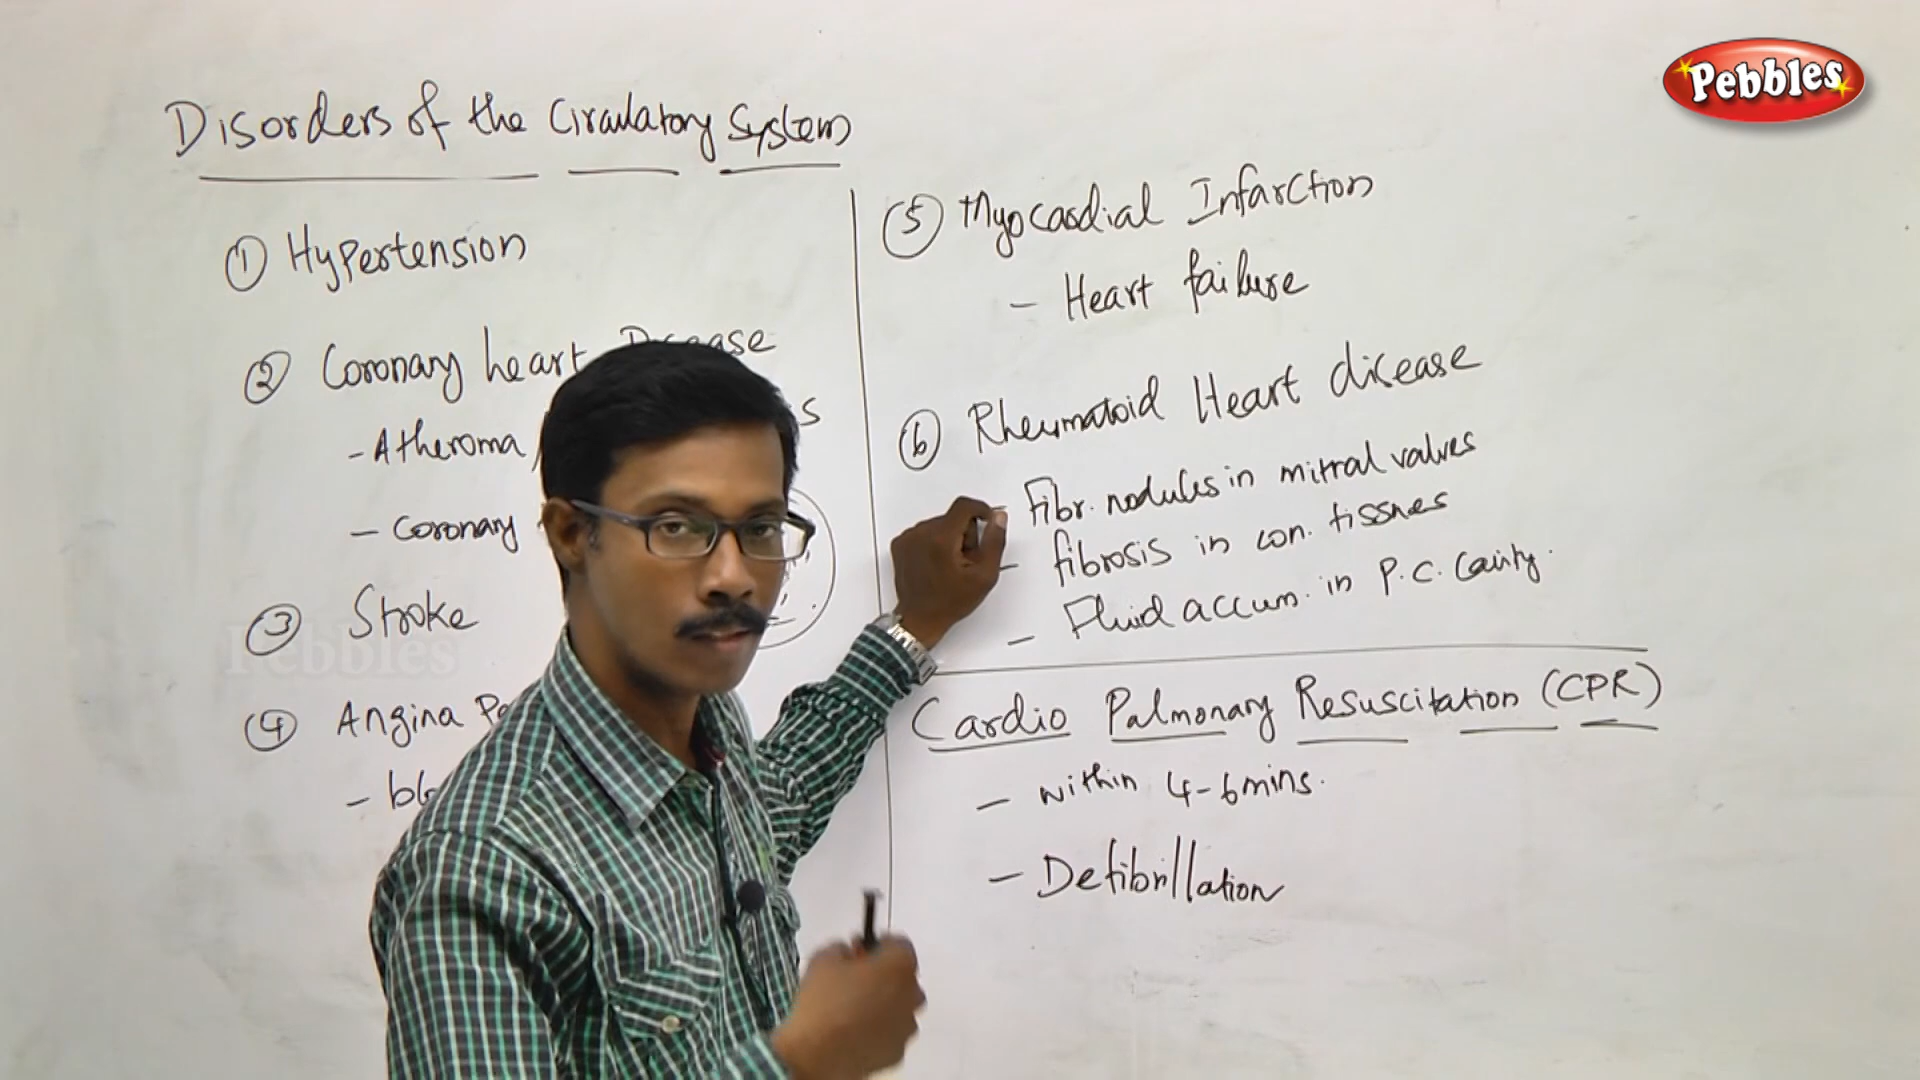 Pebbles
Disorders of the Circulatory System
① Hypertension
② Coronary heart Disease
- Atheroma
- Coronary
③ Stroke
Pebbles
④ Angina
⑤ Myocardial Infarction
- Heart failure
⑥ Rheumatoid Heart disease
- Fibr. nodules in mitral valves
- fibrosis in con. tissues
- Fluid accum. in P.C. Cavity.
Cardio Palmonary Resuscitation (CPR)
- within 4-6mins.
- Defibrillation